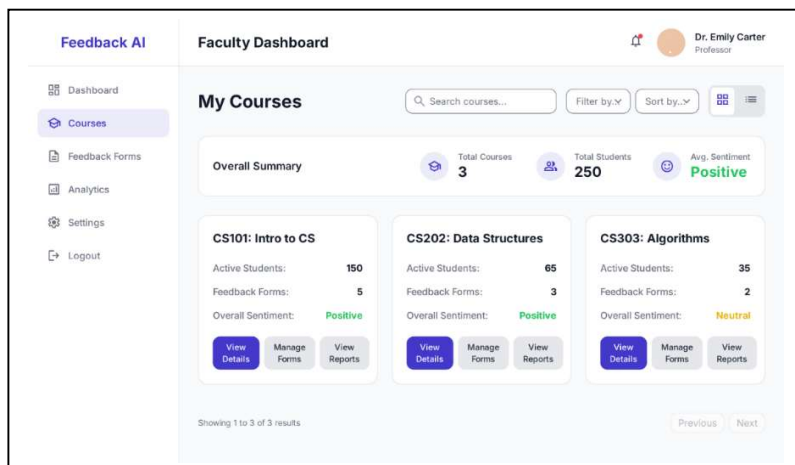 Feedback AI
Faculty Dashboard
Dr. Emily Carter
Professor
Dashboard
Courses
Feedback Forms
Analytics
Settings
Logout
My Courses
Search courses...
Filter by.
Sort by..
Overall Summary
Total Courses
3
Total Students
250
Avg. Sentiment
Positive
CS101: Intro to CS
Active Students: 150
Feedback Forms: 5
Overall Sentiment: Positive
View Details
Manage Forms
View Reports
CS202: Data Structures
Active Students: 65
Feedback Forms: 3
Overall Sentiment: Positive
View Details
Manage Forms
View Reports
CS303: Algorithms
Active Students: 35
Feedback Forms: 2
Overall Sentiment: Neutral
View Details
Manage Forms
View Reports
Showing 1 to 3 of 3 results
Previous
Next